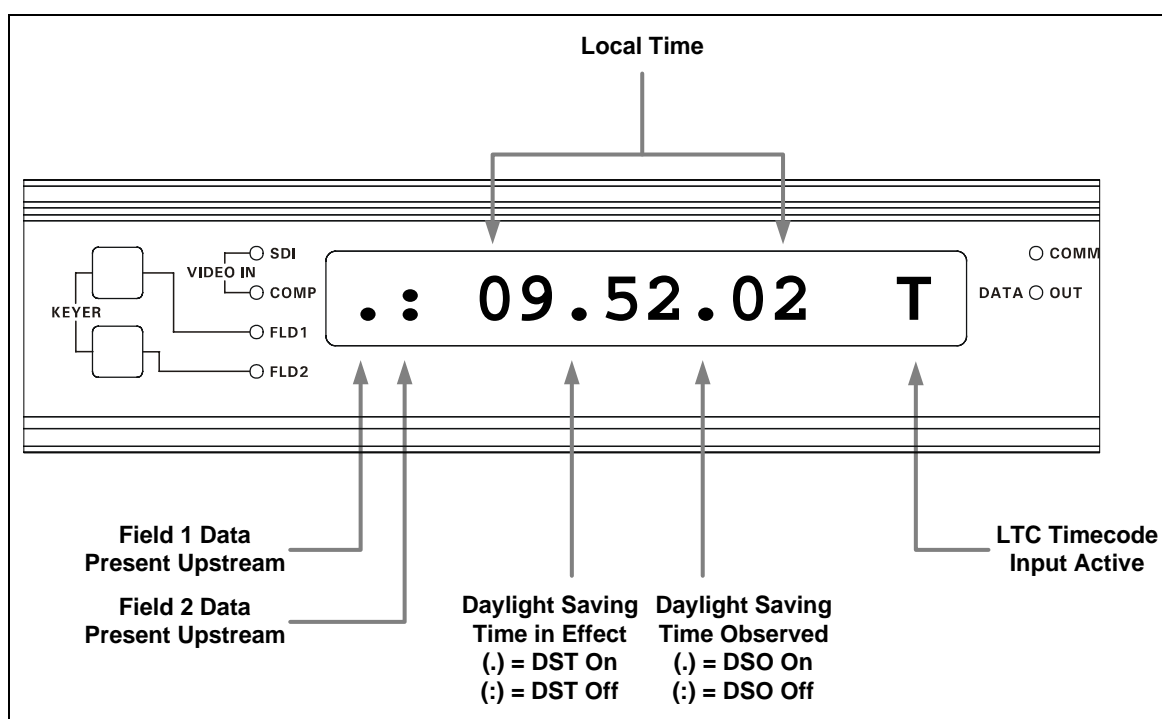 Local Time
SDI
VIDEO IN
COMP
KEYER
FLD1
FLD2
.: 09.52.02 T
COMM
DATA
OUT
Field 1 Data
Present Upstream
Field 2 Data
Present Upstream
Daylight Saving
Time in Effect
(.) = DST On
(:) = DST Off
Daylight Saving
Time Observed
(.) = DSO On
(:) = DSO Off
LTC Timecode
Input Active